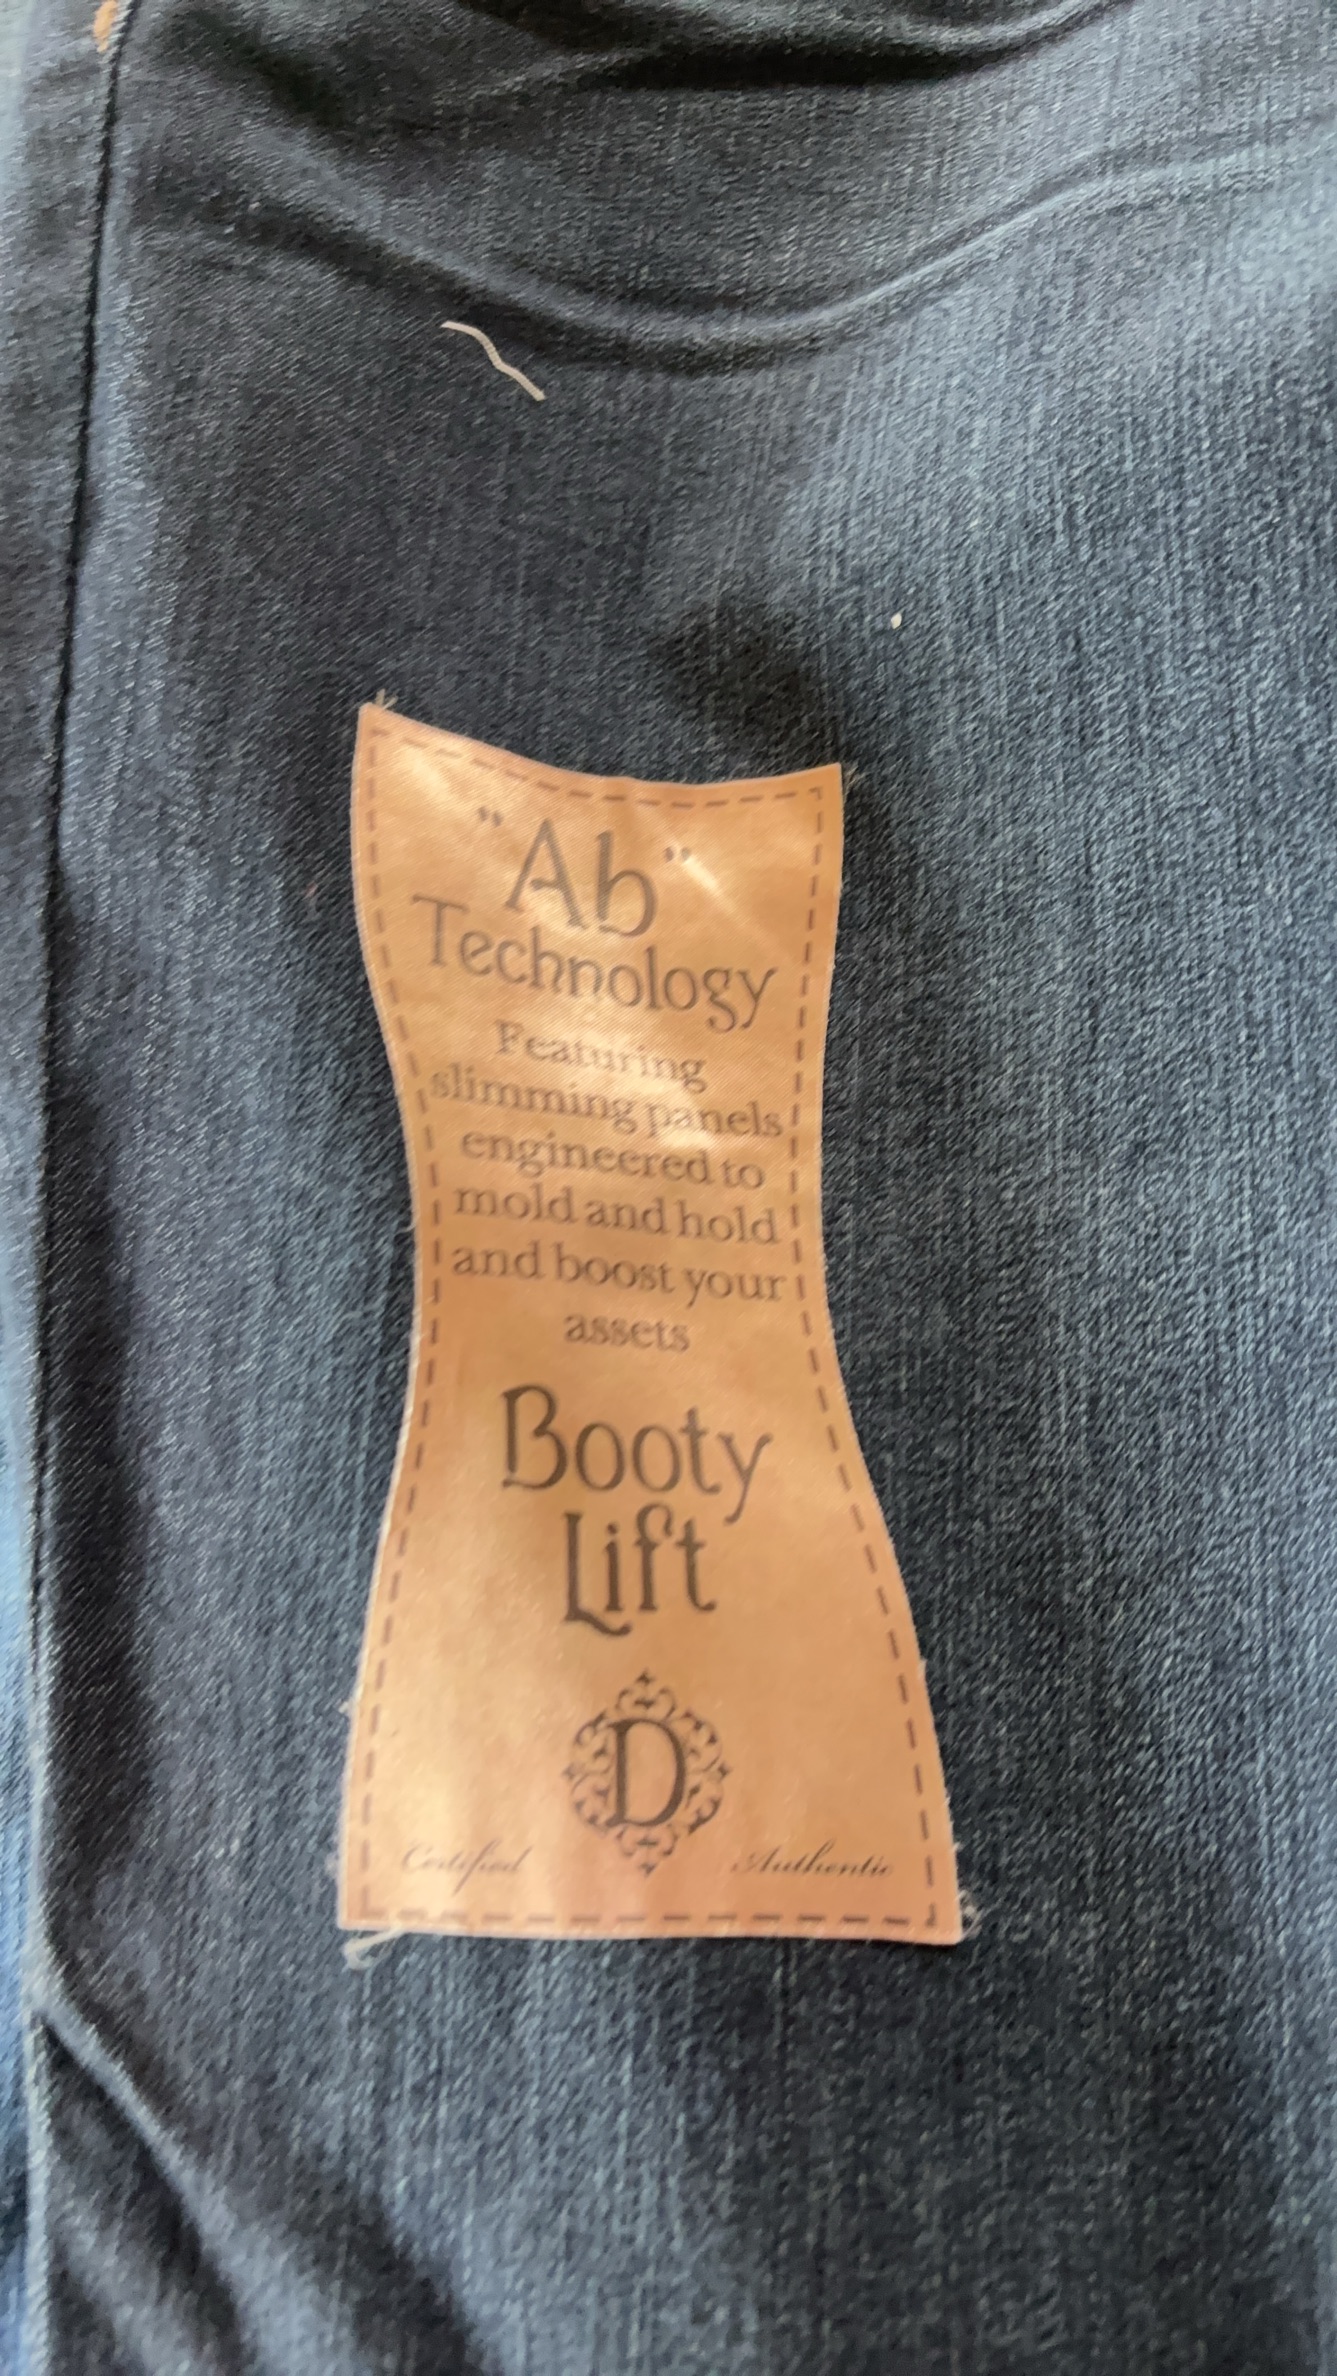 "Ab"
Technology
Featuring
slimming panels
engineered to
mold and hold
and boost your
assets
Booty
Lift
D
Certified Authentic